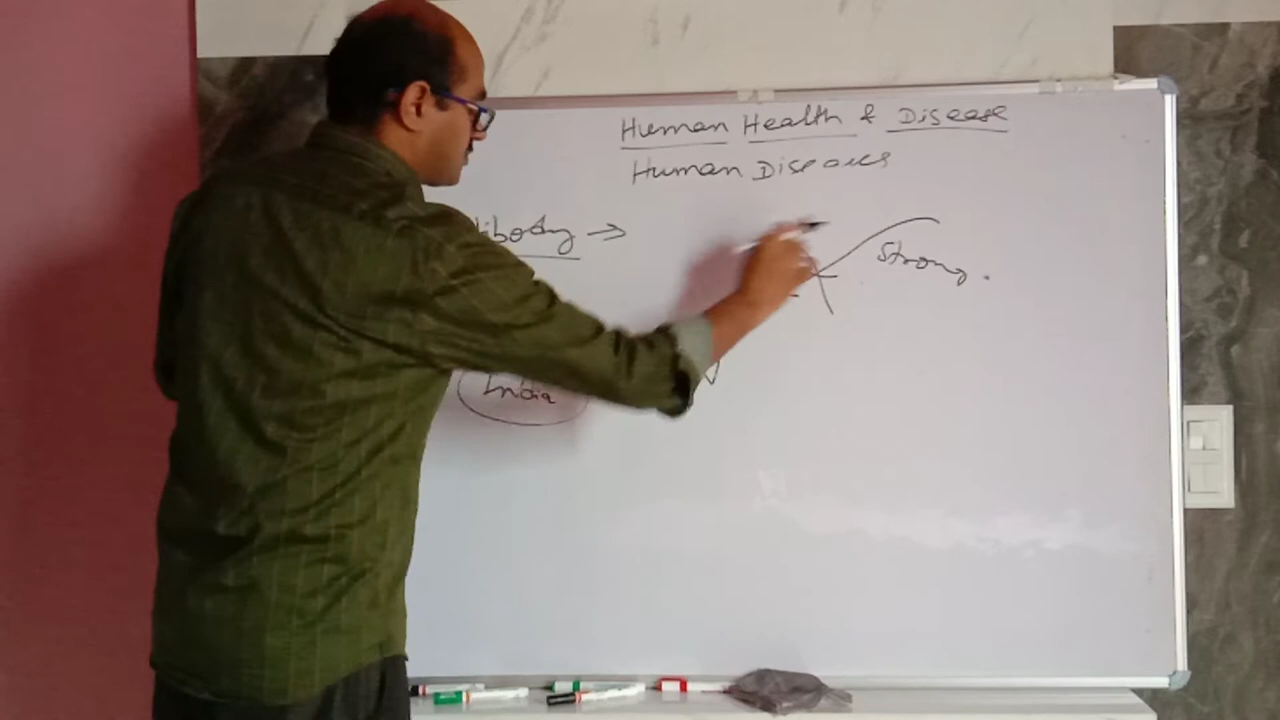 Human Health & Disease
Human Diseases
tibody →
Strong.
India